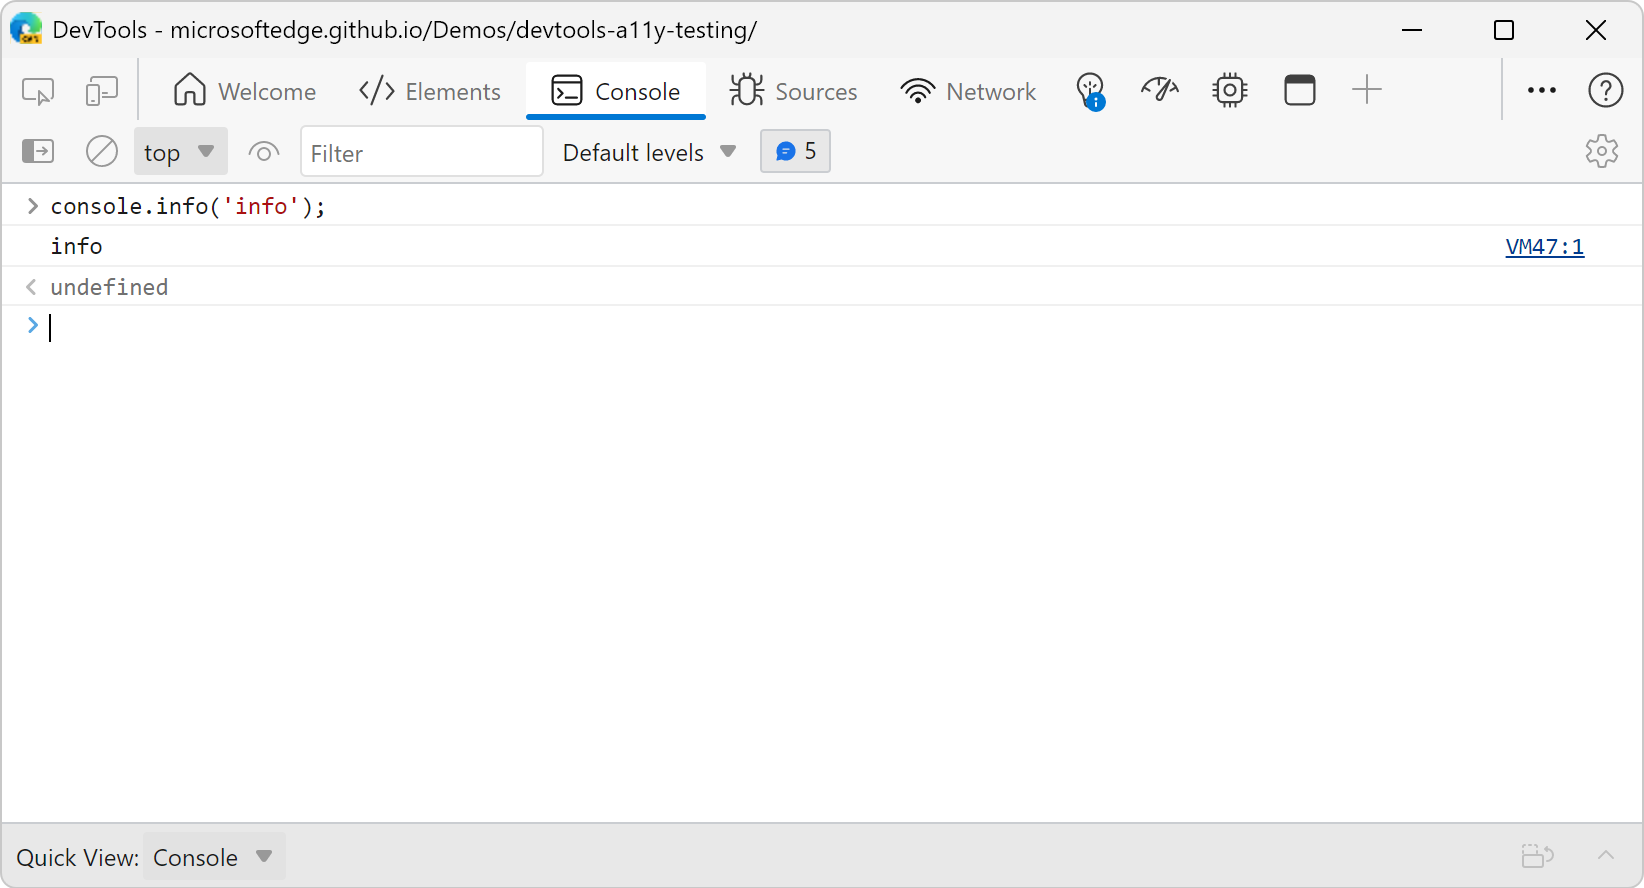 DevTools - microsoftedge.github.io/Demos/devtools-a11y-testing/
Welcome Elements Console Sources Network
top Filter Default levels 5
console.info('info');
info VM47:1
undefined
Quick View: Console